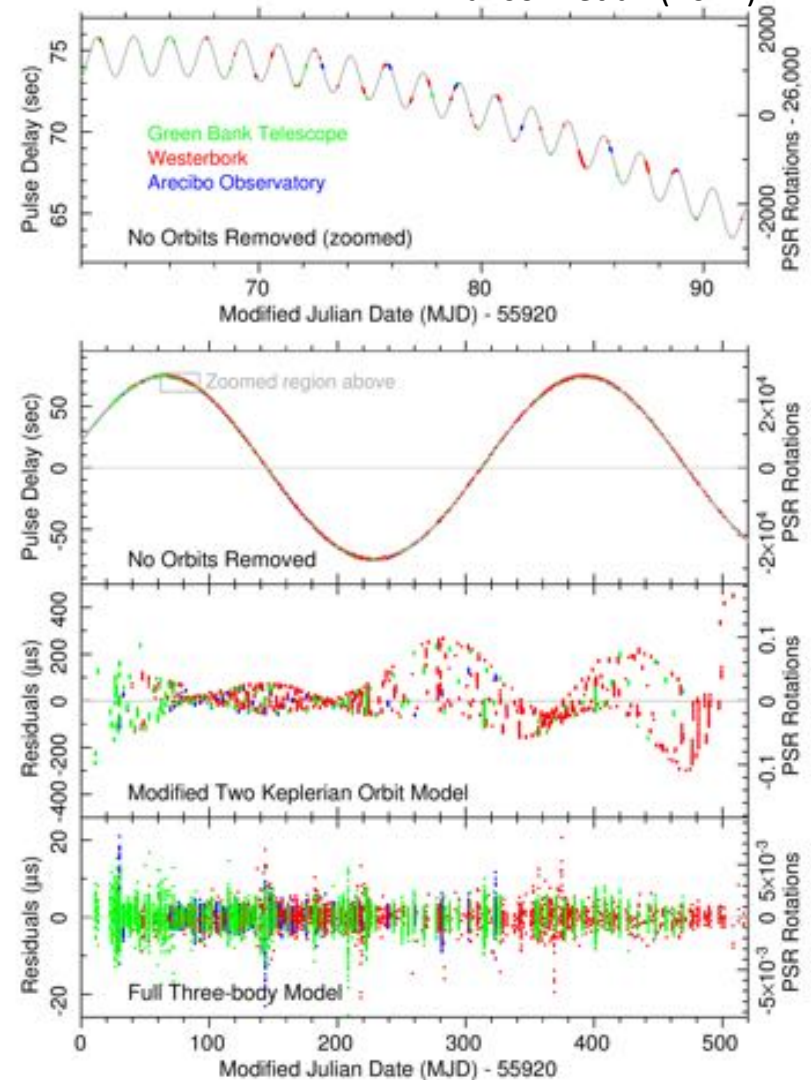 75
70
65
Pulse Delay (sec)
2000
0
-2000
PSR Rotations - 26,000
Green Bank Telescope
Westerbork
Arecibo Observatory
No Orbits Removed (zoomed)
70 80 90
Modified Julian Date (MJD) - 55920
50
0
-50
Pulse Delay (sec)
2×10⁴
0
-2×10⁴
PSR Rotations
Zoomed region above
No Orbits Removed
400
200
0
-200
-400
Residuals (μs)
0.1
0
-0.1
PSR Rotations
Modified Two Keplerian Orbit Model
20
0
-20
Residuals (μs)
5×10⁻³
0
-5×10⁻³
PSR Rotations
Full Three-body Model
0 100 200 300 400 500
Modified Julian Date (MJD) - 55920